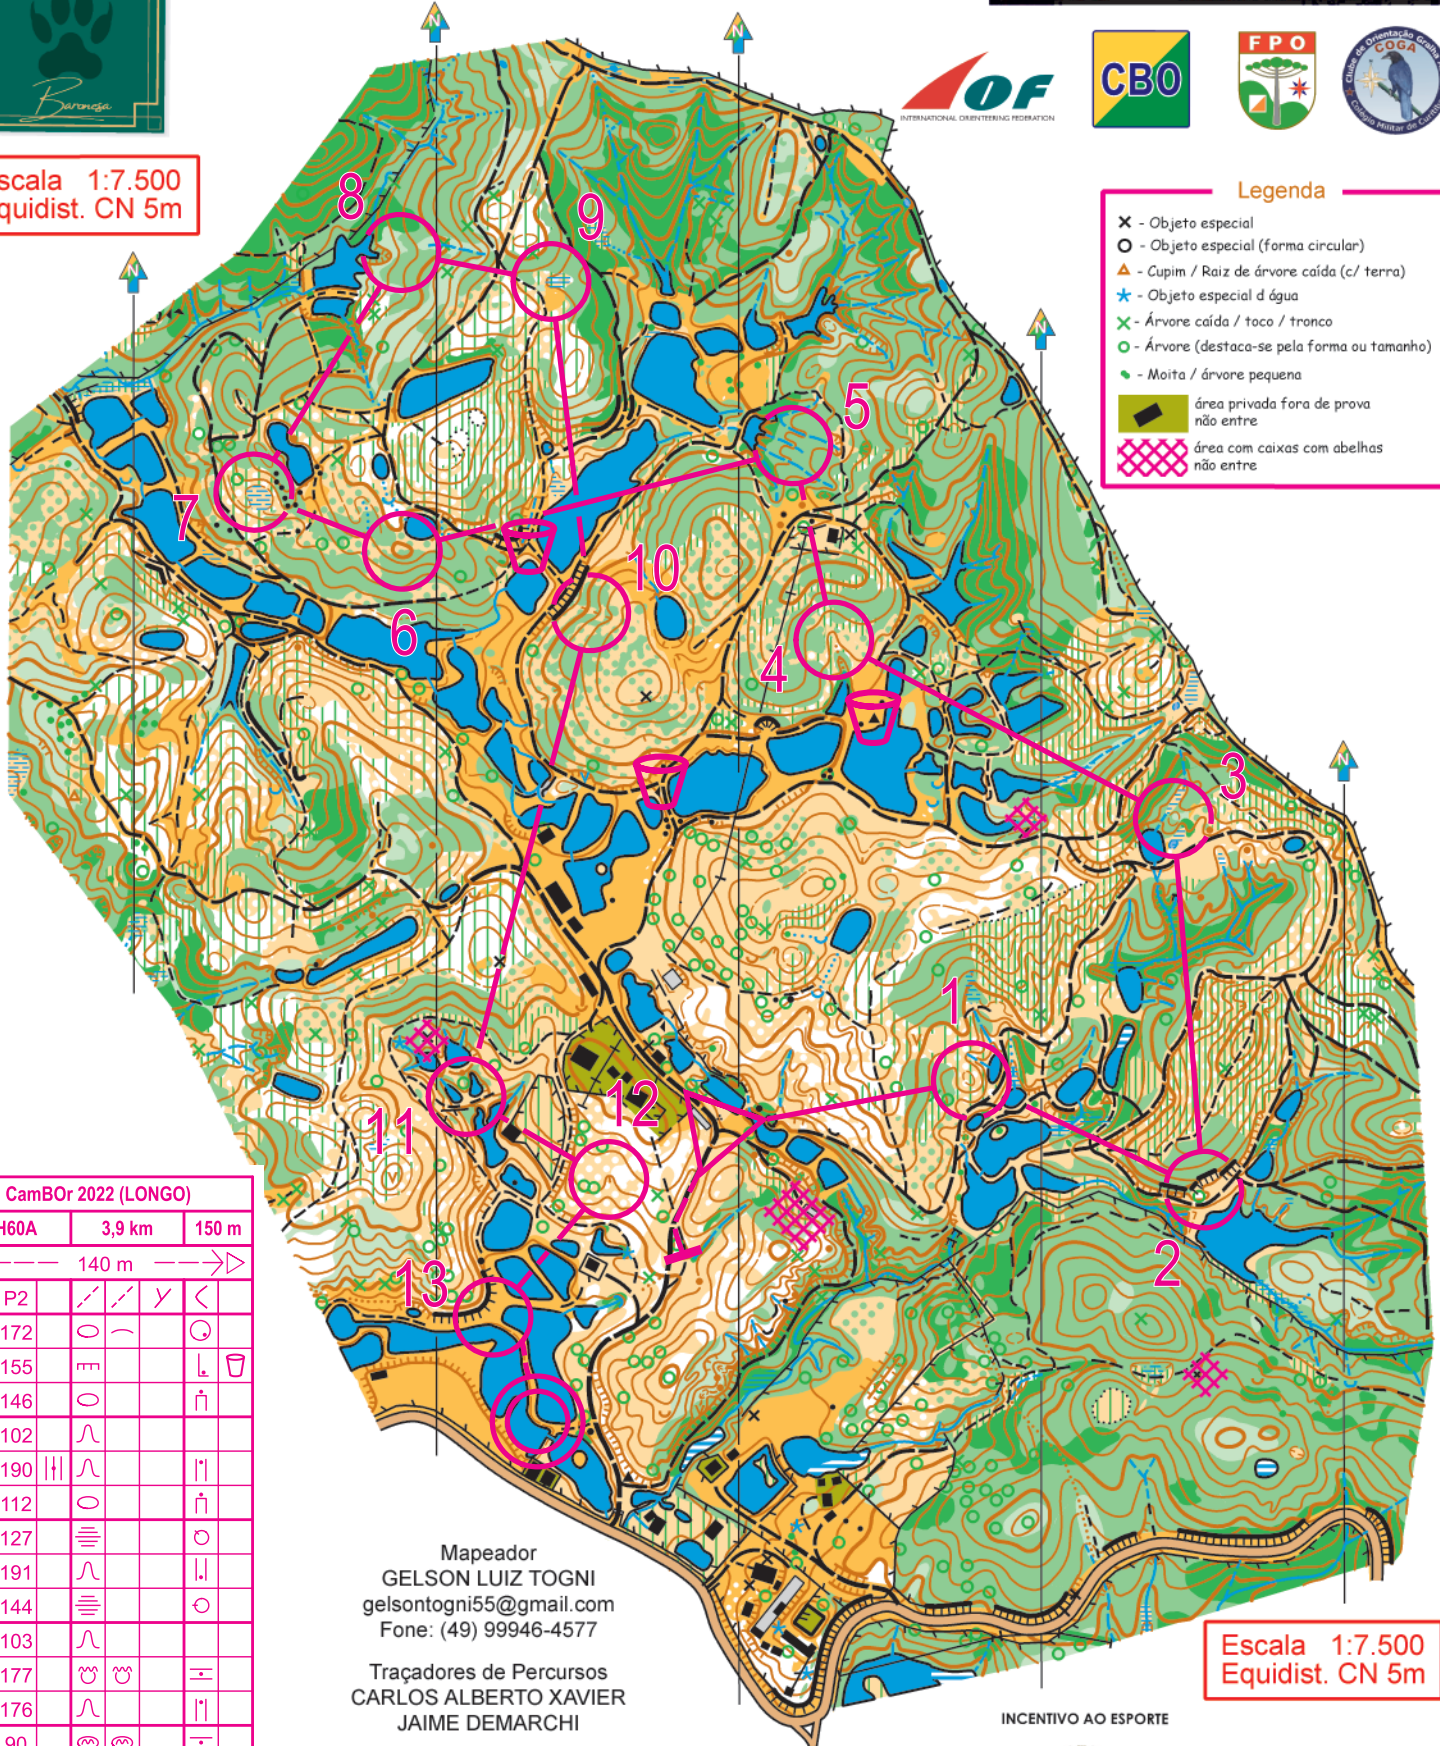 N
N
Baronesa
INTERNATIONAL ORIENTEERING FEDERATION
CBO
FPO
COGA
scala 1:7.500
quidist. CN 5m
Legenda
- Objeto especial
- Objeto especial (forma circular)
- Cupim / Raiz de árvore caída (c/ terra)
- Objeto especial d água
- Árvore caída / toco / tronco
- Árvore (destaca-se pela forma ou tamanho)
- Moita / árvore pequena
área privada fora de prova
não entre
área com caixas com abelhas
não entre
N
N
N
8
9
5
7
10
6
4
3
1
12
11
2
13
CamBOr 2022 (LONGO)
H60A 3,9 km 150 m
140 m
P2
172
155
146
102
190
112
127
191
144
103
177
176
90
Mapeador
GELSON LUIZ TOGNI
gelsontogni55@gmail.com
Fone: (49) 99946-4577
Traçadores de Percursos
CARLOS ALBERTO XAVIER
JAIME DEMARCHI
Escala 1:7.500
Equidist. CN 5m
INCENTIVO AO ESPORTE